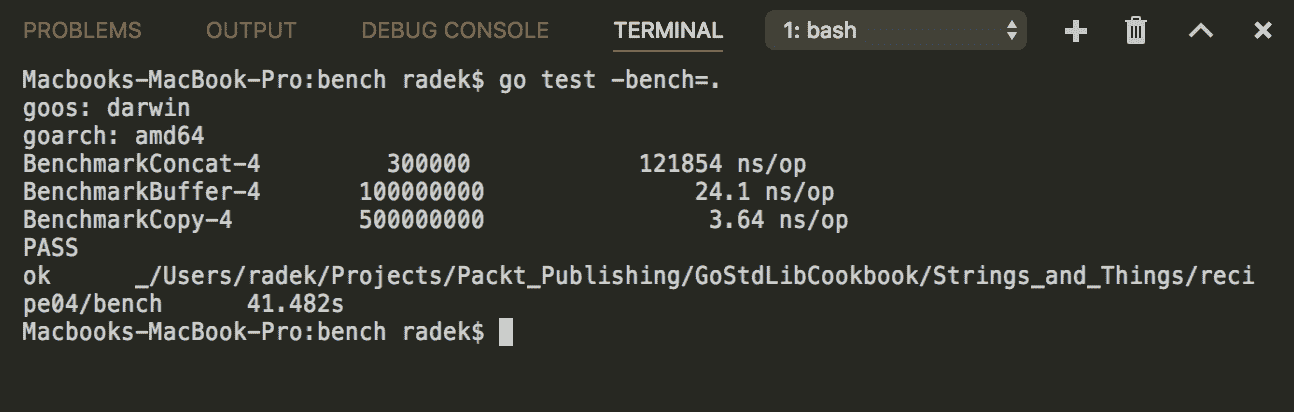 PROBLEMS OUTPUT DEBUG CONSOLE TERMINAL 1: bash
Macbooks-MacBook-Pro:bench radek$ go test -bench=.
goos: darwin
goarch: amd64
BenchmarkConcat-4 300000 121854 ns/op
BenchmarkBuffer-4 100000000 24.1 ns/op
BenchmarkCopy-4 500000000 3.64 ns/op
PASS
ok _/Users/radek/Projects/Packt_Publishing/GoStdLibCookbook/Strings_and_Things/reci
pe04/bench 41.482s
Macbooks-MacBook-Pro:bench radek$